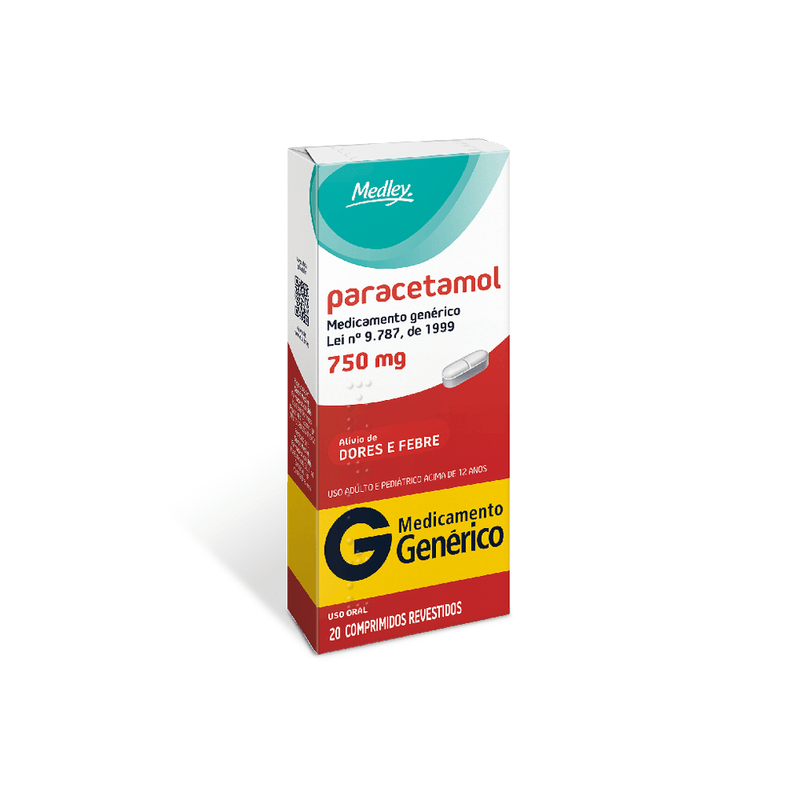 Medley.
paracetamol
Medicamento genérico
Lei nº 9.787, de 1999
750 mg
Alívio de
DORES E FEBRE
USO ADULTO E PEDIÁTRICO ACIMA DE 12 ANOS
G Medicamento
Genérico
USO ORAL
20 COMPRIMIDOS REVESTIDOS